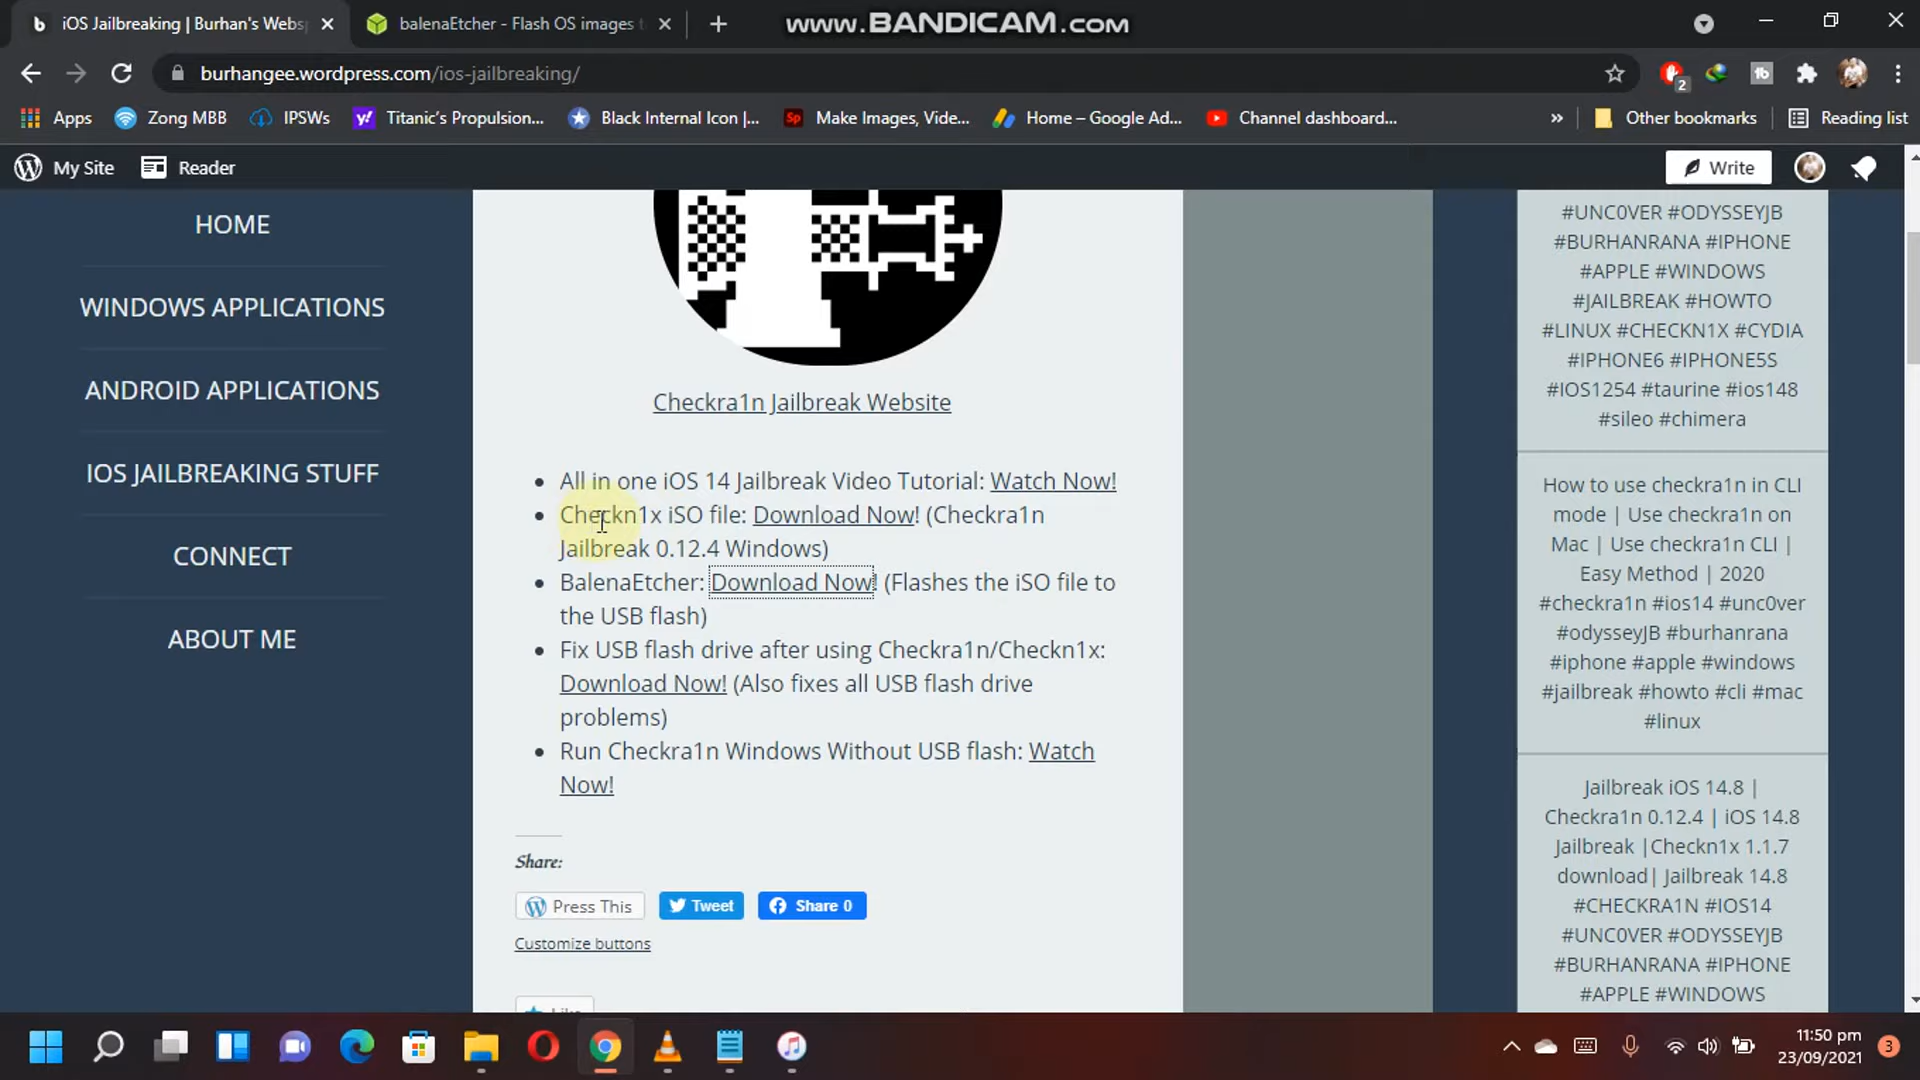 iOS Jailbreaking | Burhan's Webs
balenaEtcher - Flash OS images t
www.BANDICAM.com
burhangee.wordpress.com/ios-jailbreaking/
2
Apps
Zong MBB
IPSWs
Titanic's Propulsion...
Black Internal Icon |...
Make Images, Vide...
Home – Google Ad...
Channel dashboard...
»
Other bookmarks
Reading list
My Site
Reader
Write
HOME
WINDOWS APPLICATIONS
ANDROID APPLICATIONS
IOS JAILBREAKING STUFF
CONNECT
ABOUT ME
Checkra1n Jailbreak Website
All in one iOS 14 Jailbreak Video Tutorial: Watch Now!
Checkn1x iSO file: Download Now! (Checkra1n
Jailbreak 0.12.4 Windows)
BalenaEtcher: Download Now! (Flashes the iSO file to
the USB flash)
Fix USB flash drive after using Checkra1n/Checkn1x:
Download Now! (Also fixes all USB flash drive
problems)
Run Checkra1n Windows Without USB flash: Watch
Now!
Share:
Press This
Tweet
Share 0
Customize buttons
Like
#UNC0VER #ODYSSEYJB
#BURHANRANA #IPHONE
#APPLE #WINDOWS
#JAILBREAK #HOWTO
#LINUX #CHECKN1X #CYDIA
#IPHONE6 #IPHONE5S
#IOS1254 #taurine #ios148
#sileo #chimera
How to use checkra1n in CLI
mode | Use checkra1n on
Mac | Use checkra1n CLI |
Easy Method | 2020
#checkra1n #ios14 #unc0ver
#odysseyJB #burhanrana
#iphone #apple #windows
#jailbreak #howto #cli #mac
#linux
Jailbreak iOS 14.8 |
Checkra1n 0.12.4 | iOS 14.8
Jailbreak |Checkn1x 1.1.7
download| Jailbreak 14.8
#CHECKRA1N #IOS14
#UNC0VER #ODYSSEYJB
#BURHANRANA #IPHONE
#APPLE #WINDOWS
11:50 pm
23/09/2021
3